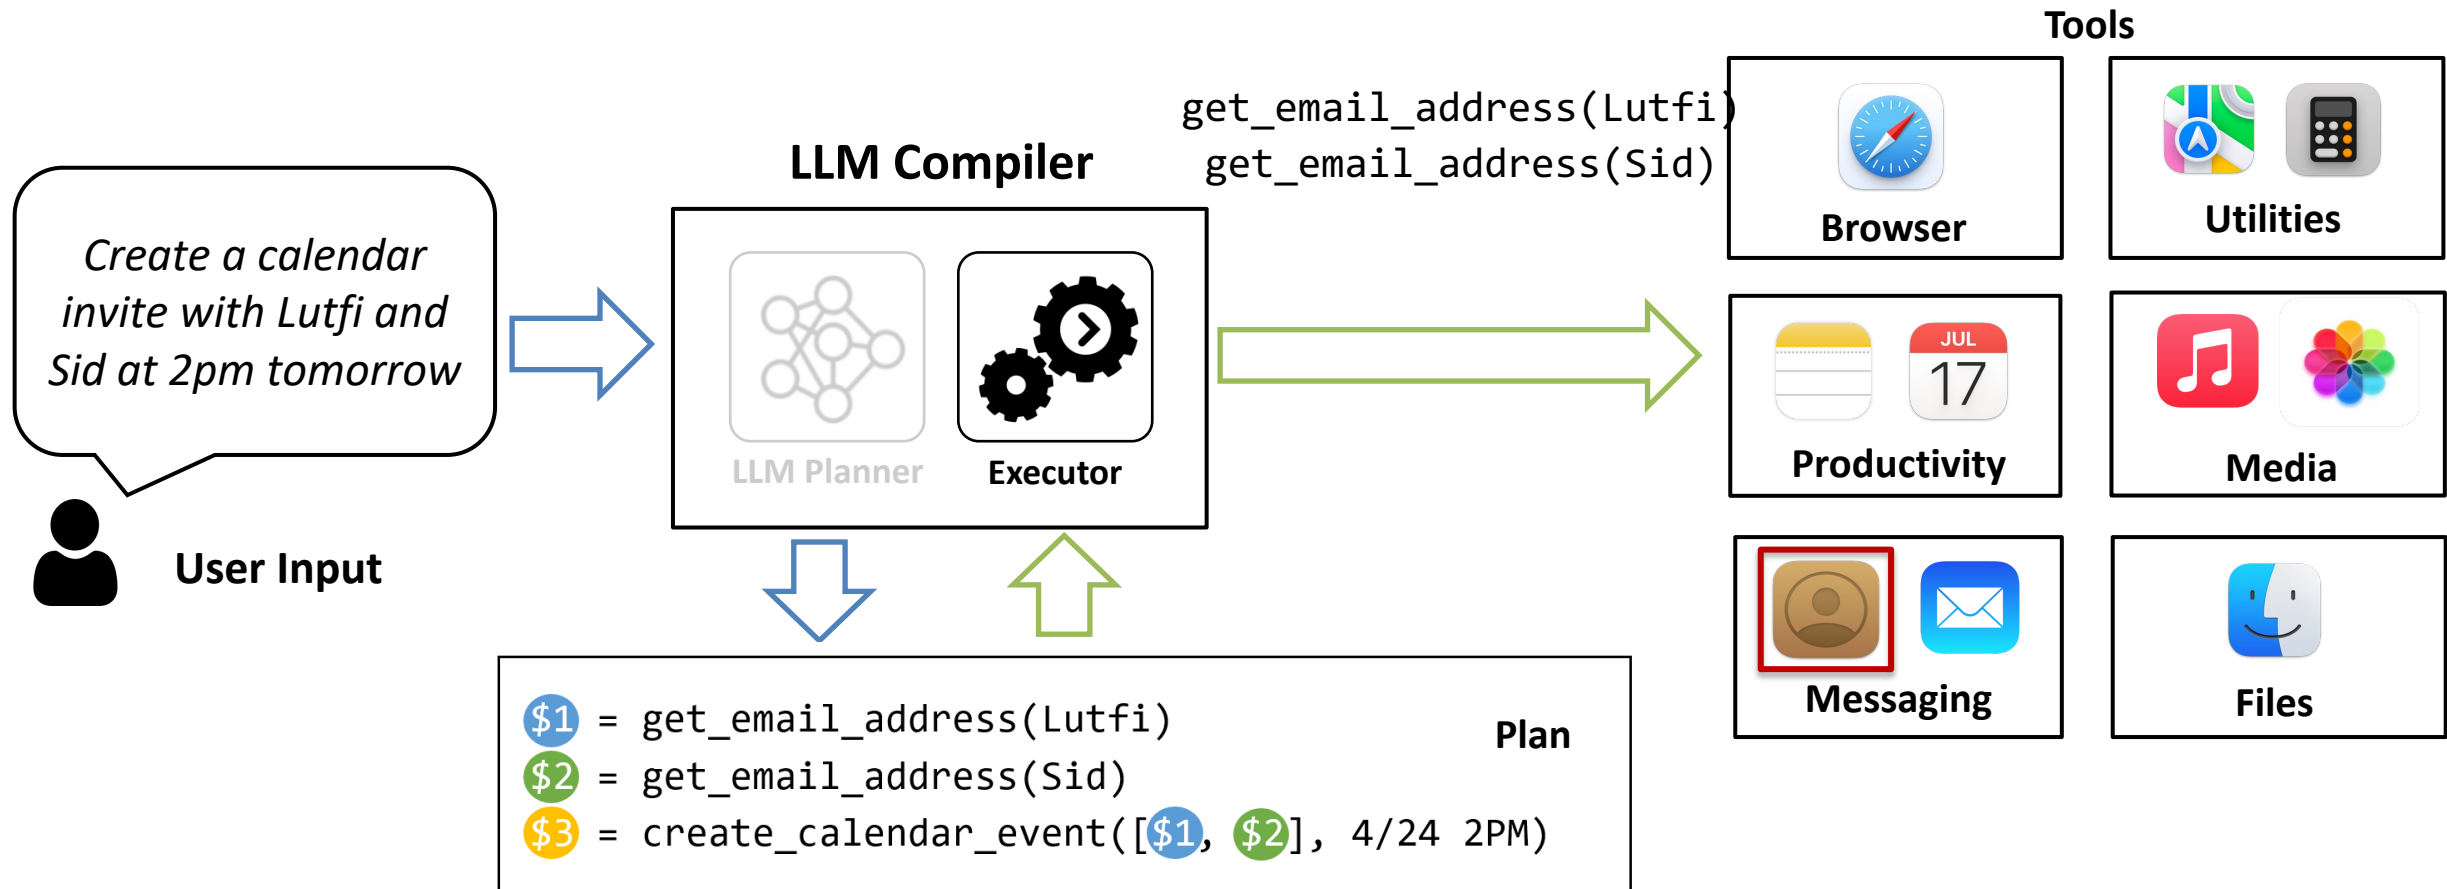 Tools
get_email_address(Lutfi)
get_email_address(Sid)
LLM Compiler
Create a calendar
invite with Lutfi and
Sid at 2pm tomorrow
User Input
LLM Planner
Executor
Browser
Utilities
JUL
17
Productivity
Media
Messaging
Files
Plan
$1 = get_email_address(Lutfi)
$2 = get_email_address(Sid)
$3 = create_calendar_event([$1, $2], 4/24 2PM)